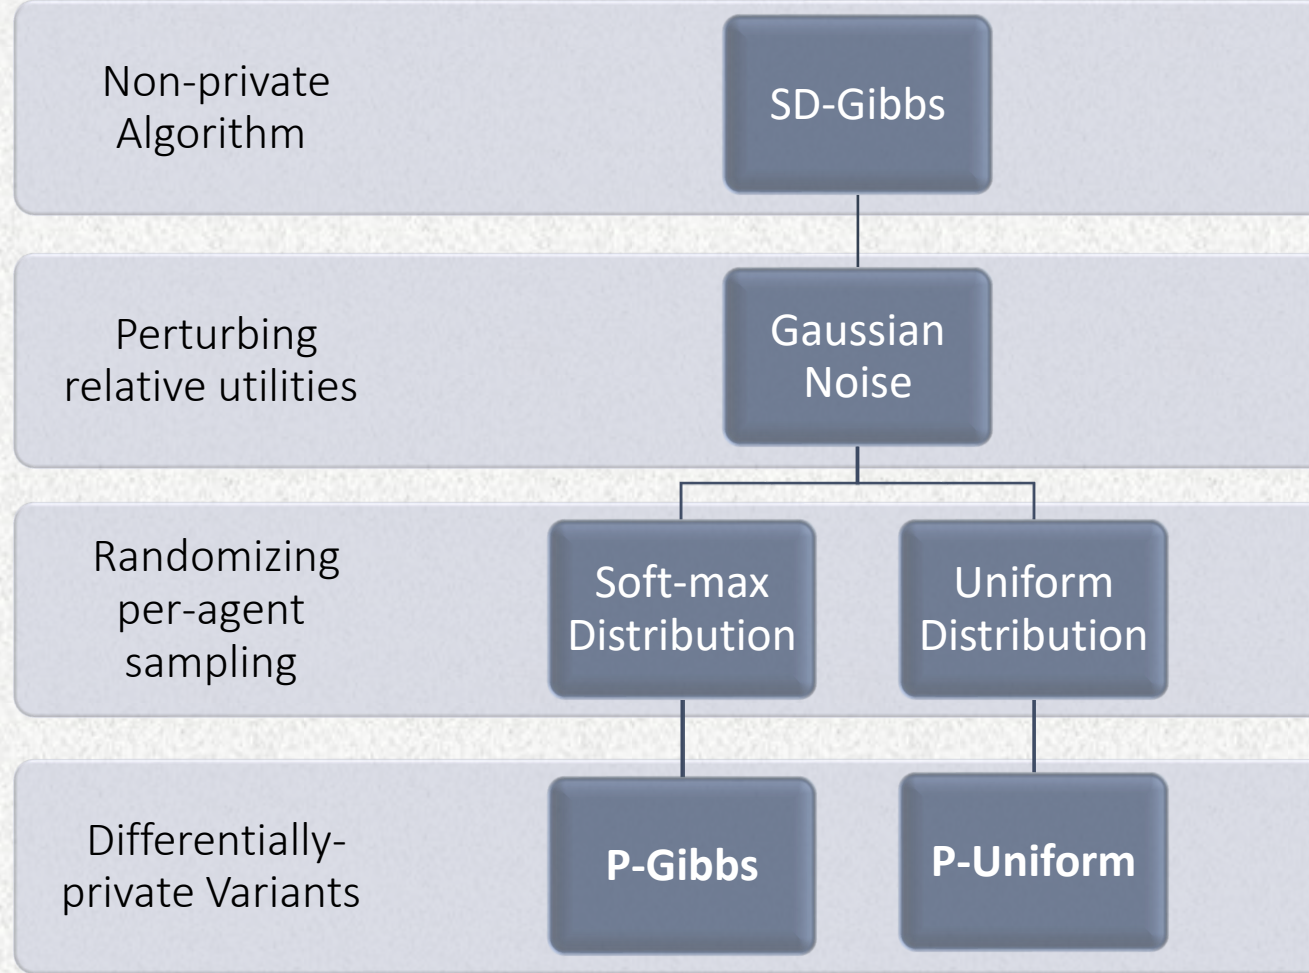 Non-private
Algorithm
SD-Gibbs
Perturbing
relative utilities
Gaussian
Noise
Randomizing
per-agent
sampling
Soft-max
Distribution
Uniform
Distribution
Differentially-
private Variants
P-Gibbs
P-Uniform